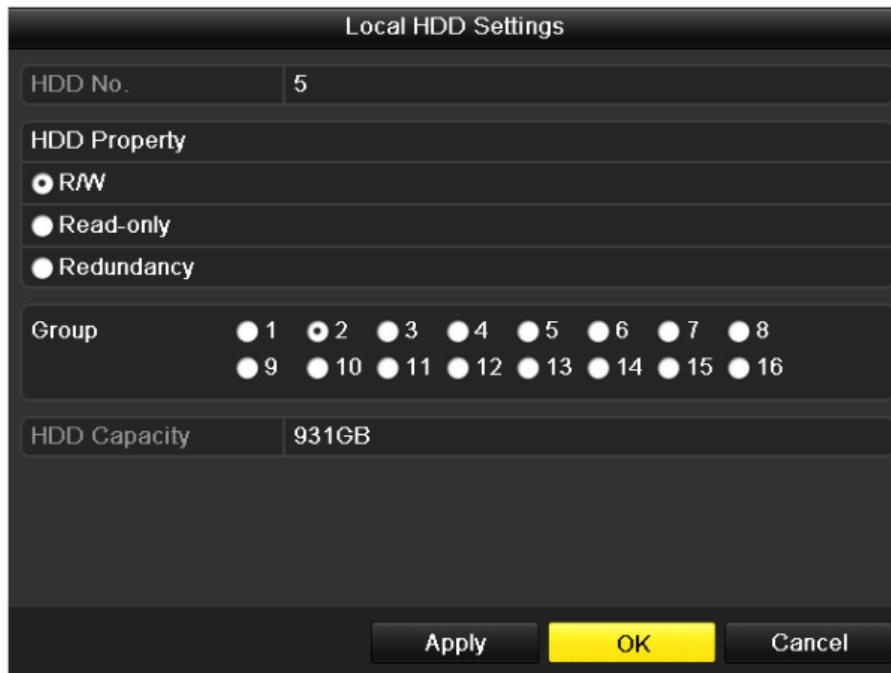 Local HDD Settings
HDD No. 5
HDD Property
R/W
Read-only
Redundancy
Group 1 2 3 4 5 6 7 8
9 10 11 12 13 14 15 16
HDD Capacity 931GB
Apply OK Cancel